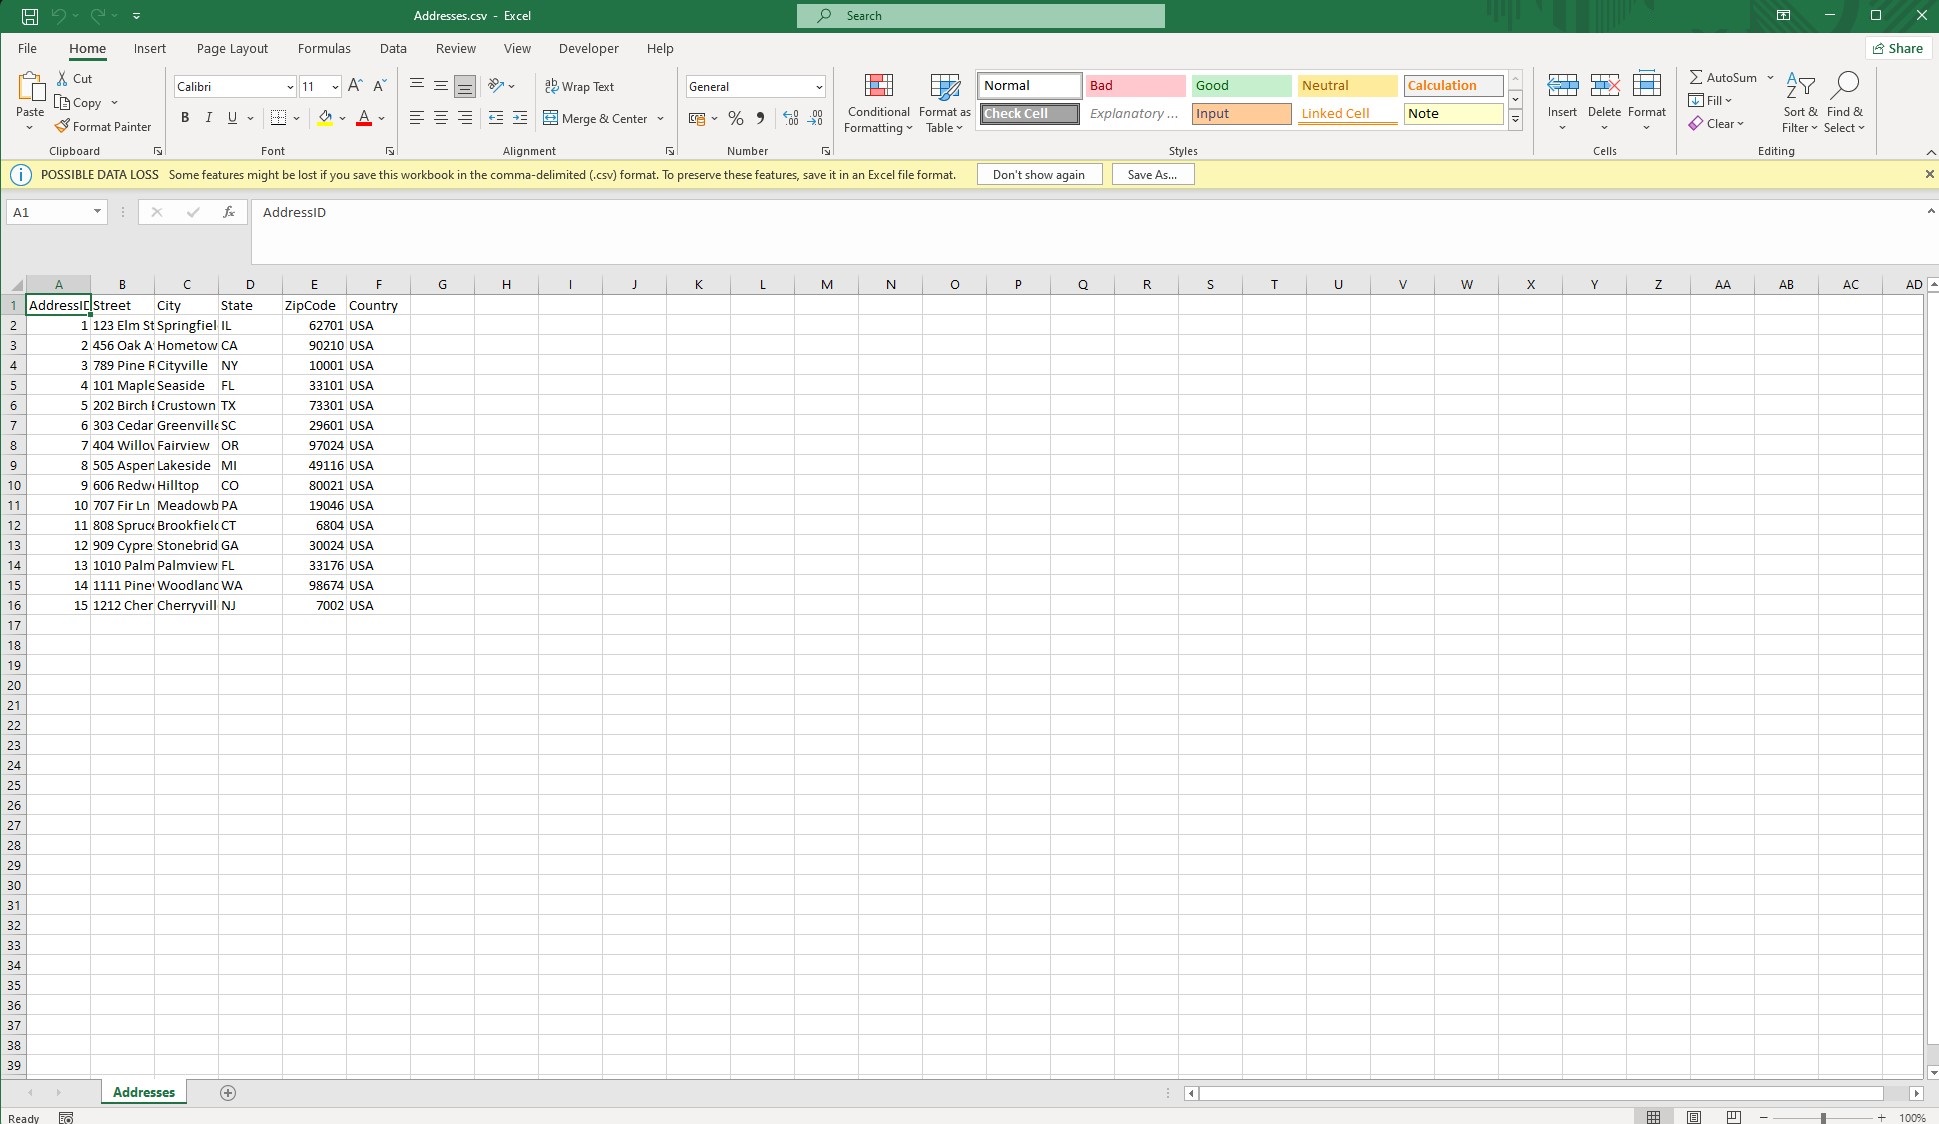 Addresses.csv - Excel
Search
File Home Insert Page Layout Formulas Data Review View Developer Help
Share
Paste
Cut
Copy
Format Painter
Clipboard
Calibri 11
B I U
Font
Wrap Text
Merge & Center
Alignment
General
Number
Conditional Formatting
Format as Table
Normal Bad Good Neutral Calculation
Check Cell Explanatory ... Input Linked Cell Note
Styles
Insert Delete Format
Cells
AutoSum
Fill
Clear
Sort & Filter
Find & Select
Editing
POSSIBLE DATA LOSS Some features might be lost if you save this workbook in the comma-delimited (.csv) format. To preserve these features, save it in an Excel file format. Don't show again Save As...
A1 fx AddressID
A B C D E F G H I J K L M N O P Q R S T U V W X Y Z AA AB AC AD
1 AddressID Street City State ZipCode Country
2 1 123 Elm St Springfiel IL 62701 USA
3 2 456 Oak A Hometow CA 90210 USA
4 3 789 Pine R Cityville NY 10001 USA
5 4 101 Maple Seaside FL 33101 USA
6 5 202 Birch Crustown TX 73301 USA
7 6 303 Cedar Greenville SC 29601 USA
8 7 404 Willow Fairview OR 97024 USA
9 8 505 Aspen Lakeside MI 49116 USA
10 9 606 Redw Hilltop CO 80021 USA
11 10 707 Fir Ln Meadowb PA 19046 USA
12 11 808 Spruce Brookfield CT 6804 USA
13 12 909 Cypre Stonebrid GA 30024 USA
14 13 1010 Palm Palmview FL 33176 USA
15 14 1111 Pine Woodland WA 98674 USA
16 15 1212 Cher Cherryvill NJ 7002 USA
17
18
19
20
21
22
23
24
25
26
27
28
29
30
31
32
33
34
35
36
37
38
39
Addresses
Ready
100%